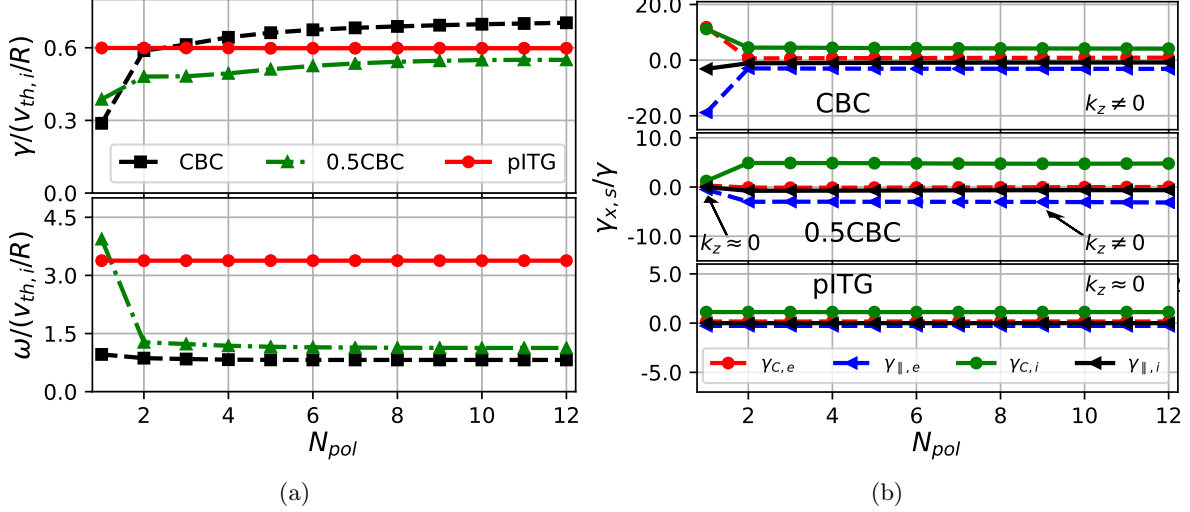 γ/(v_{th,i}/R)
0.6
0.3
0.0
CBC 0.5CBC pITG
ω/(v_{th,i}/R)
4.5
3.0
1.5
0.0
2 4 6 8 10 12
N_{pol}
(a)
γ_{x,s}/γ
20.0
0.0
-20.0
CBC k_z ≠ 0
10.0
0.0
-10.0
k_z ≈ 0 0.5CBC k_z ≠ 0
5.0
0.0
-5.0
pITG k_z ≈ 0
γ_{C,e} γ_{∥,e} γ_{C,i} γ_{∥,i}
2 4 6 8 10 12
N_{pol}
(b)